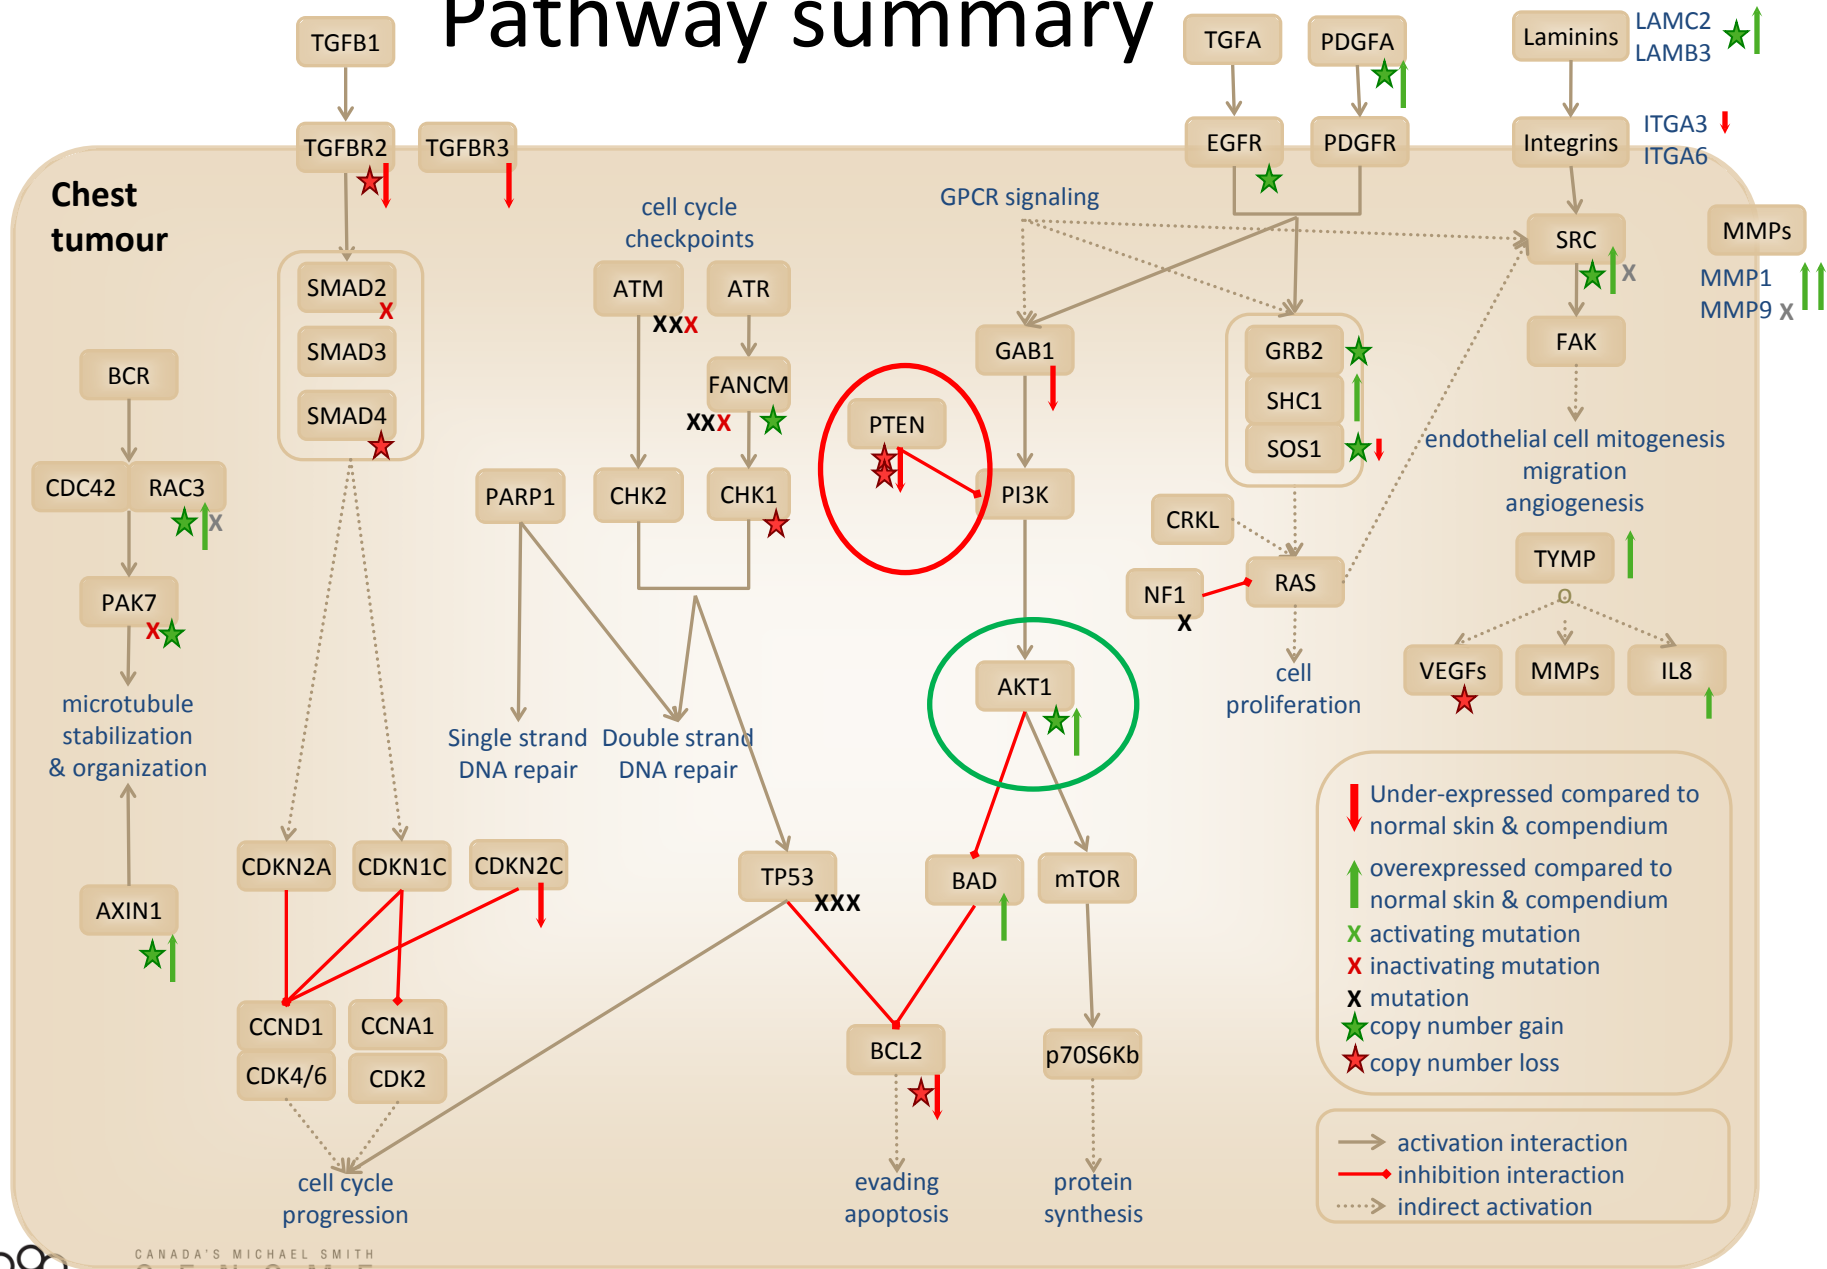 Pathway summary
TGFB1
TGFA
PDGFA
Laminins
LAMC2
LAMB3
TGFBR2
TGFBR3
EGFR
PDGFR
Integrins
ITGA3
ITGA6
Chest
tumour
cell cycle
checkpoints
GPCR signaling
SRC
X
MMPs
MMP1
MMP9 X
SMAD2
X
SMAD3
SMAD4
ATM
XXX
ATR
FANCM
XXX
GAB1
GRB2
SHC1
SOS1
FAK
BCR
PTEN
endothelial cell mitogenesis
migration
angiogenesis
CDC42
RAC3
X
PARP1
CHK2
CHK1
PI3K
CRKL
TYMP
o
PAK7
X
NF1
X
RAS
VEGFs
MMPs
IL8
AKT1
cell
proliferation
microtubule
stabilization
& organization
Single strand
DNA repair
Double strand
DNA repair
CDKN2A
CDKN1C
CDKN2C
TP53
XXX
BAD
mTOR
AXIN1
CCND1
CCNA1
CDK4/6
CDK2
BCL2
p70S6Kb
cell cycle
progression
evading
apoptosis
protein
synthesis
Under-expressed compared to
normal skin & compendium
overexpressed compared to
normal skin & compendium
X activating mutation
X inactivating mutation
X mutation
copy number gain
copy number loss
activation interaction
inhibition interaction
indirect activation
CANADA'S MICHAEL SMITH